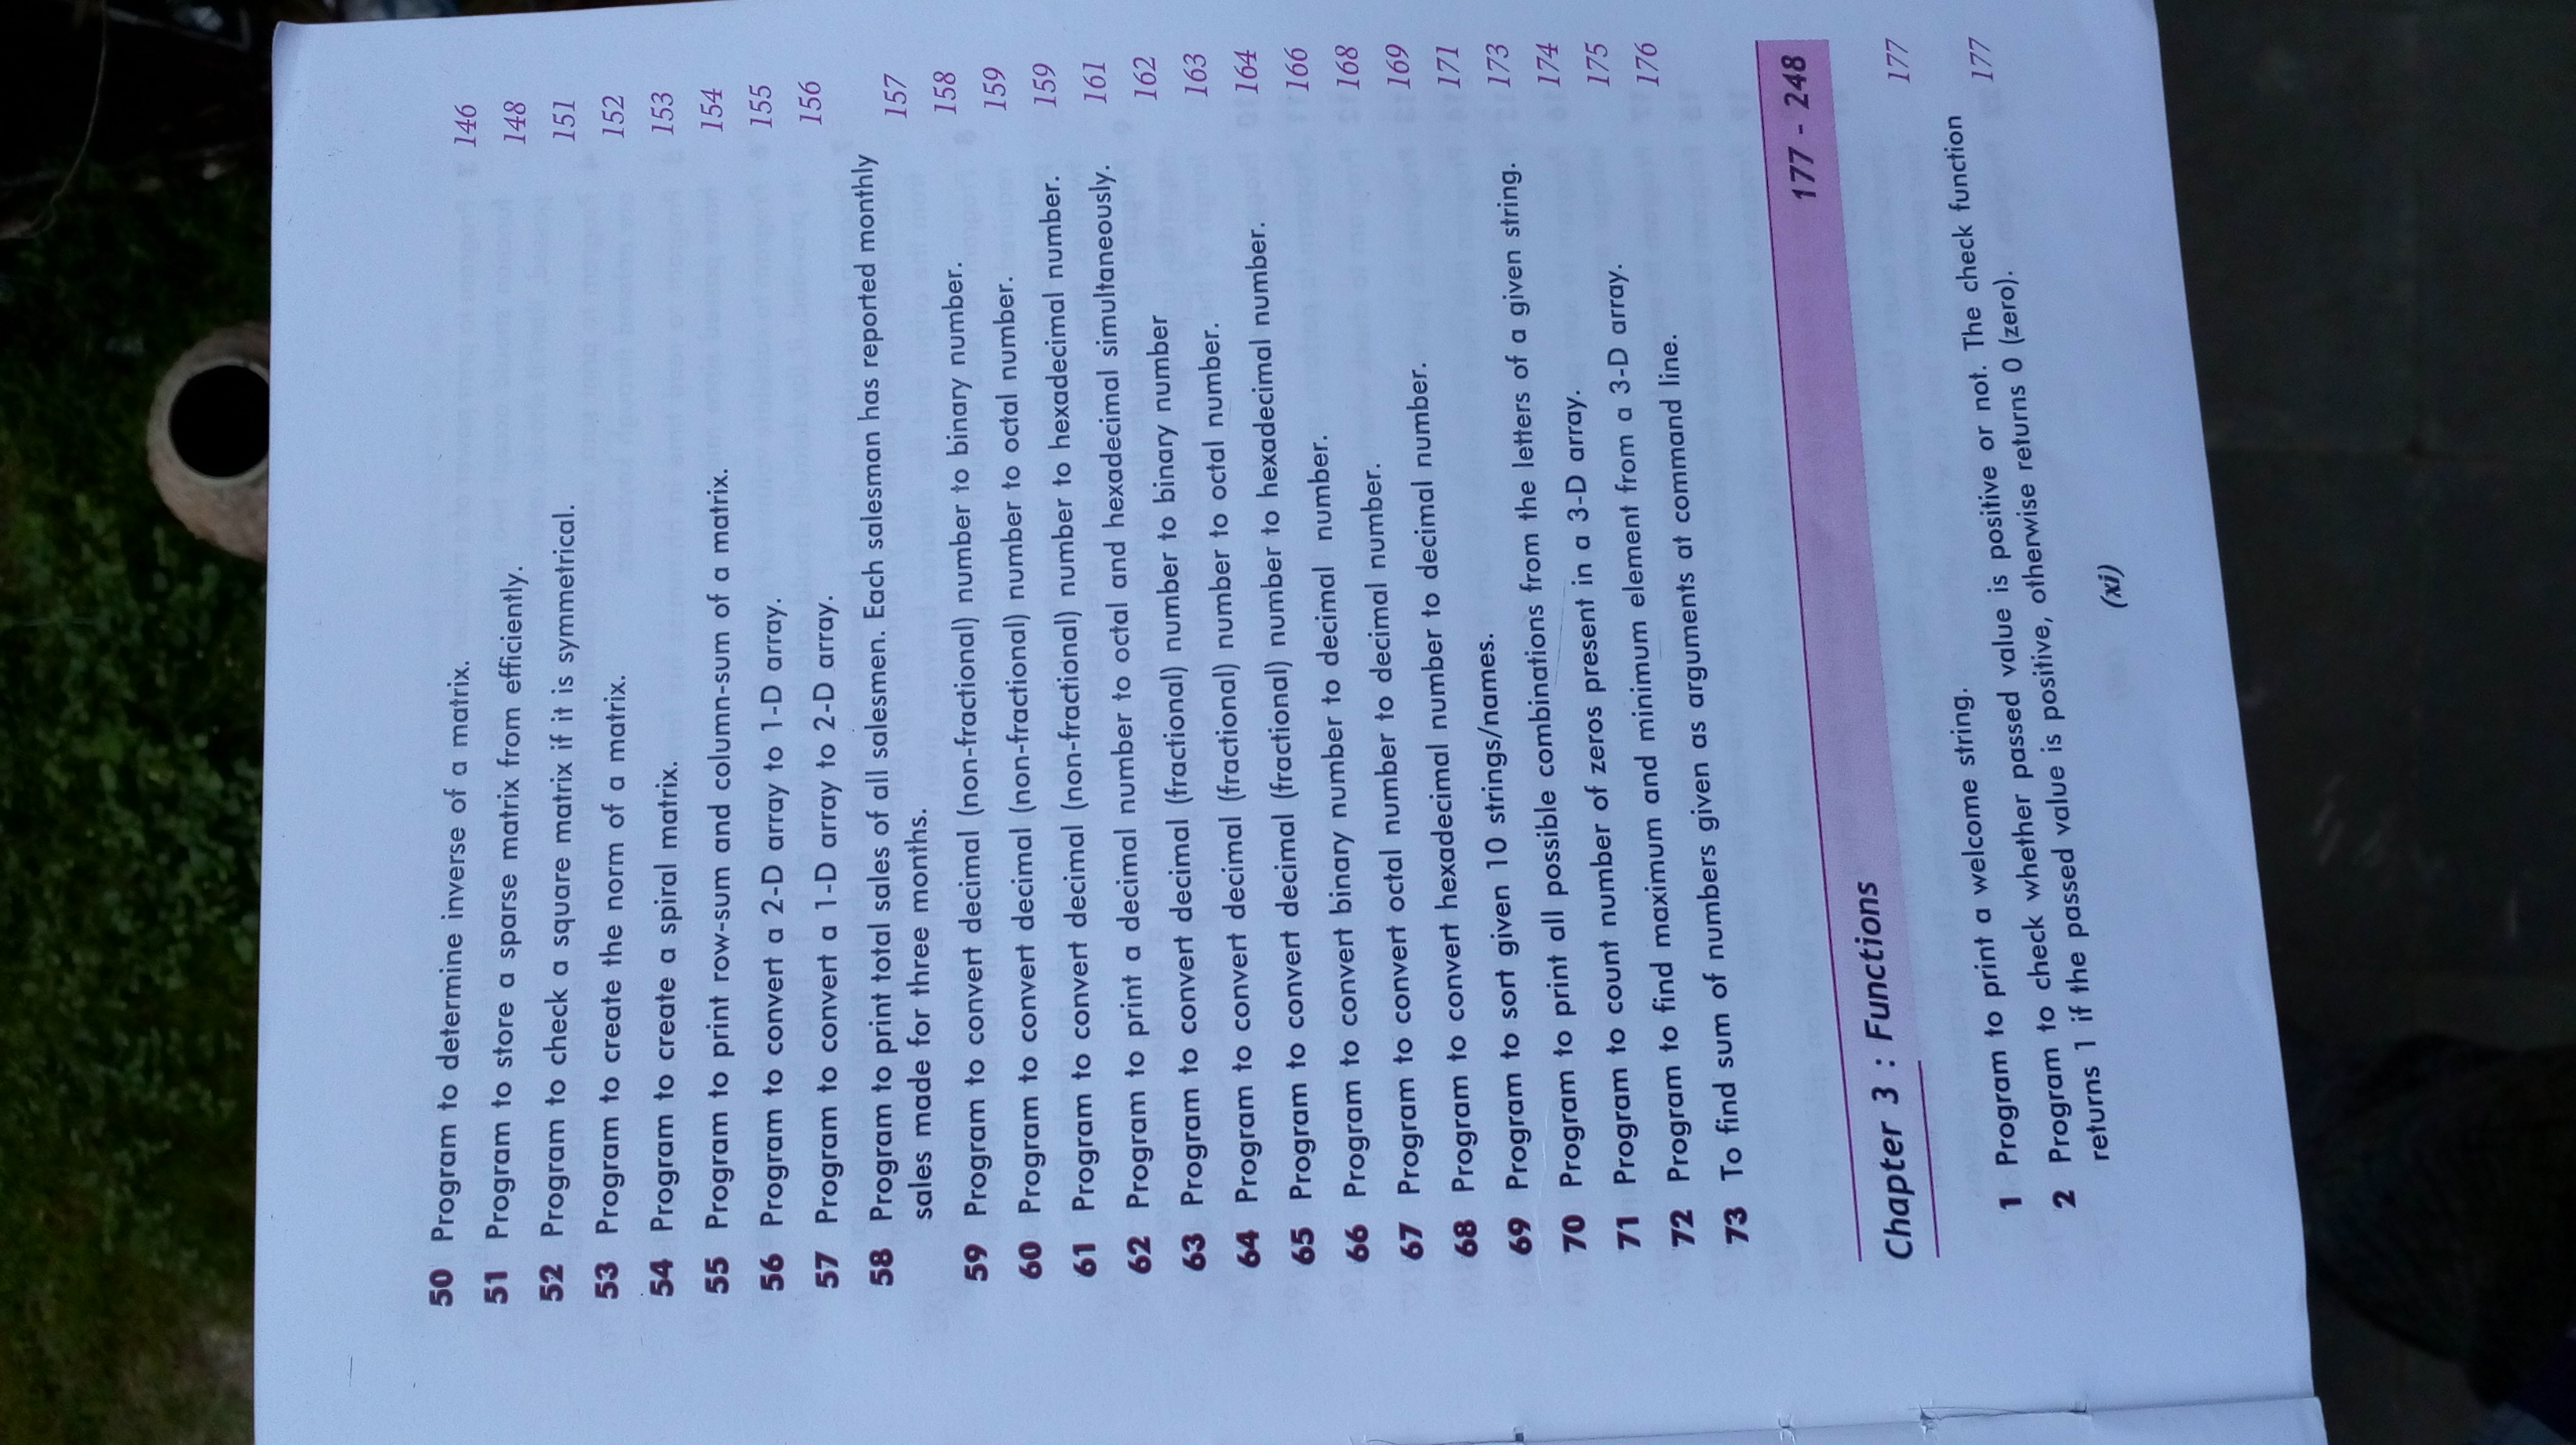 50 Program to determine inverse of a matrix. 146
51 Program to store a sparse matrix from efficiently. 148
52 Program to check a square matrix if it is symmetrical. 151
53 Program to create the norm of a matrix. 152
54 Program to create a spiral matrix. 153
55 Program to print row-sum and column-sum of a matrix. 154
56 Program to convert a 2-D array to 1-D array. 155
57 Program to convert a 1-D array to 2-D array. 156
58 Program to print total sales of all salesmen. Each salesman has reported monthly
sales made for three months. 157
59 Program to convert decimal (non-fractional) number to binary number. 158
60 Program to convert decimal (non-fractional) number to octal number. 159
61 Program to convert decimal (non-fractional) number to hexadecimal number. 159
62 Program to print a decimal number to octal and hexadecimal simultaneously. 161
63 Program to convert decimal (fractional) number to binary number 162
64 Program to convert decimal (fractional) number to octal number. 163
65 Program to convert decimal (fractional) number to hexadecimal number. 164
66 Program to convert binary number to decimal number. 166
67 Program to convert octal number to decimal number. 168
68 Program to convert hexadecimal number to decimal number. 169
69 Program to sort given 10 strings/names. 171
70 Program to print all possible combinations from the letters of a given string. 173
71 Program to count number of zeros present in a 3-D array. 174
72 Program to find maximum and minimum element from a 3-D array. 175
73 To find sum of numbers given as arguments at command line. 176
Chapter 3 : Functions 177 - 248
1 Program to print a welcome string. 177
2 Program to check whether passed value is positive or not. The check function
returns 1 if the passed value is positive, otherwise returns 0 (zero). 177
(xi)